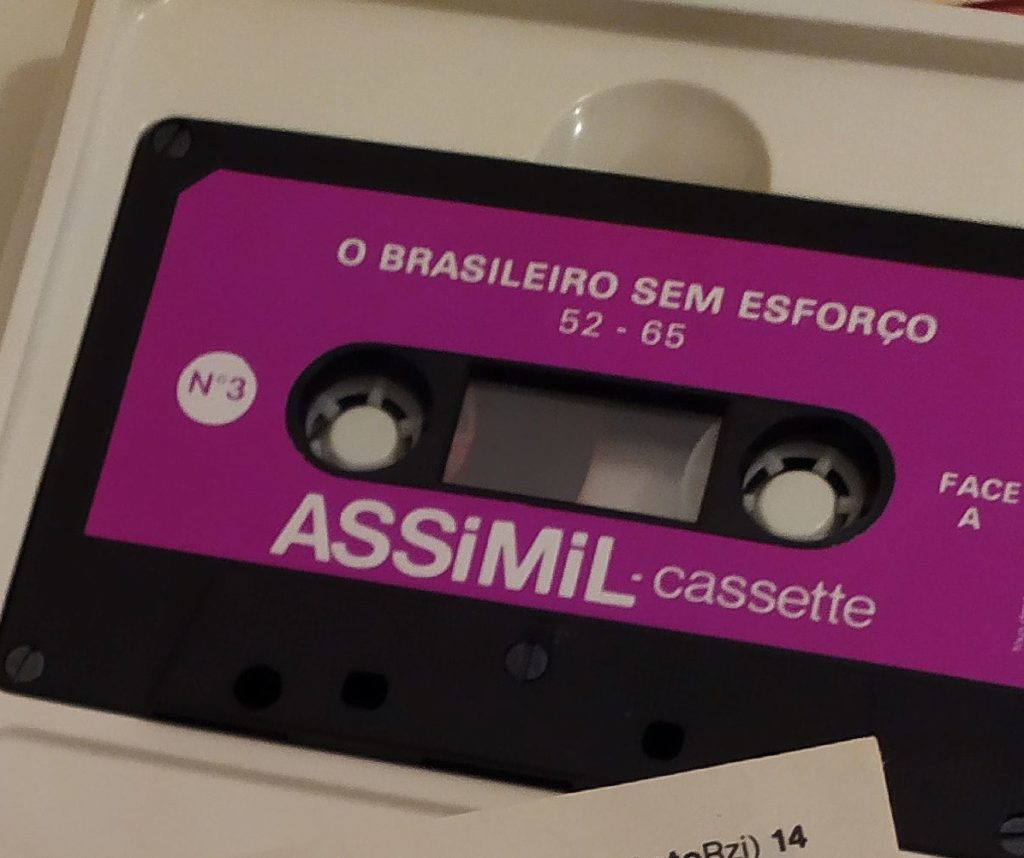 O BRASILEIRO SEM ESFORÇO
52 - 65
N°3
FACE
A
ASSiMiL·cassette
14